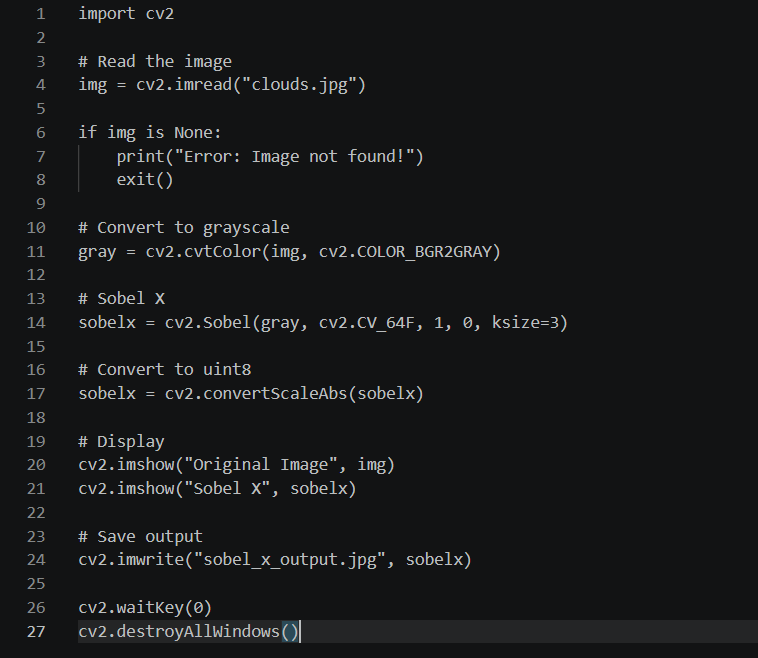 1 import cv2
2
3 # Read the image
4 img = cv2.imread("clouds.jpg")
5
6 if img is None:
7     print("Error: Image not found!")
8     exit()
9
10 # Convert to grayscale
11 gray = cv2.cvtColor(img, cv2.COLOR_BGR2GRAY)
12
13 # Sobel X
14 sobelx = cv2.Sobel(gray, cv2.CV_64F, 1, 0, ksize=3)
15
16 # Convert to uint8
17 sobelx = cv2.convertScaleAbs(sobelx)
18
19 # Display
20 cv2.imshow("Original Image", img)
21 cv2.imshow("Sobel X", sobelx)
22
23 # Save output
24 cv2.imwrite("sobel_x_output.jpg", sobelx)
25
26 cv2.waitKey(0)
27 cv2.destroyAllWindows()